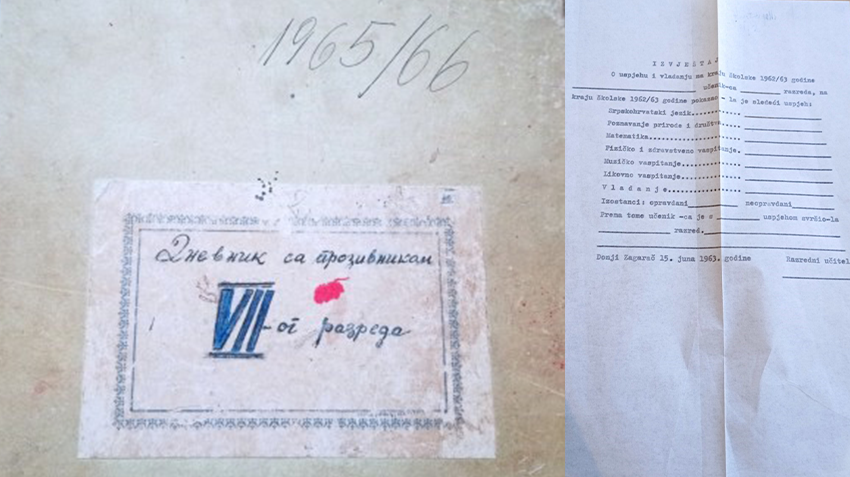 1965/66
Дневник са прозивником
VII-ог разреда
IZVJEŠTAJ
O uspjehu i vladanju na kraju školske 1962/63 godine
učenik-ca razreda, na
kraju školske 1962/63 godine pokazao - la je sledeći uspjeh:
Srpskohrvatski jezik
Poznavanje prirode i društva
Matematika
Fizičko i zdravstveno vaspitanje.
Muzičko vaspitanje
Likovno vaspitanje
Vladanje
Izostanci: opravdani neopravdani
Prema tome učenik -ca je s uspjehom svršio-la
razred.
Donji Zagarač 15. juna 1963. godine Razredni učitelj